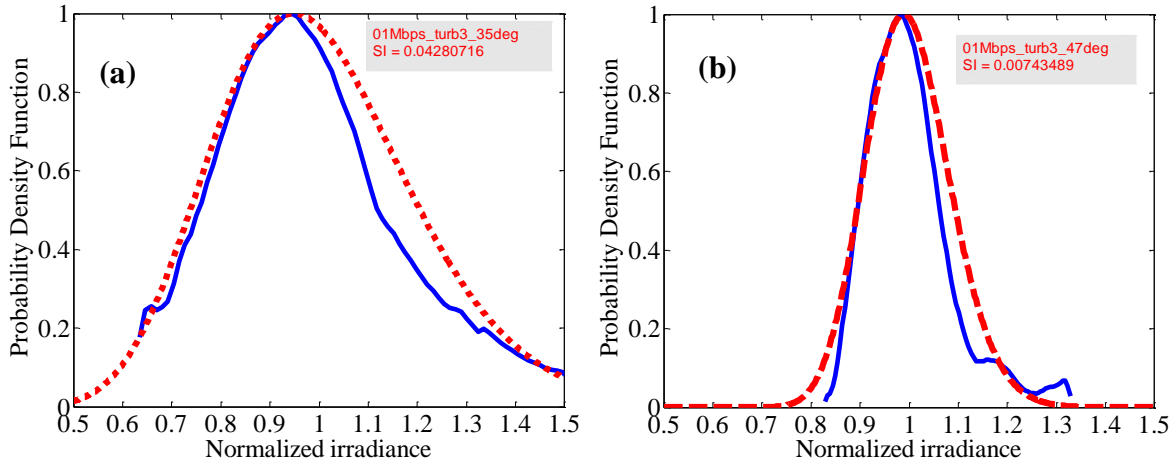 (a)
01Mbps_turb3_35deg
SI = 0.04280716
Probability Density Function
1
0.8
0.6
0.4
0.2
0
0.5 0.6 0.7 0.8 0.9 1 1.1 1.2 1.3 1.4 1.5
Normalized irradiance
(b)
01Mbps_turb3_47deg
SI = 0.00743489
Probability Density Function
1
0.8
0.6
0.4
0.2
0
0.5 0.6 0.7 0.8 0.9 1 1.1 1.2 1.3 1.4 1.5
Normalized irradiance